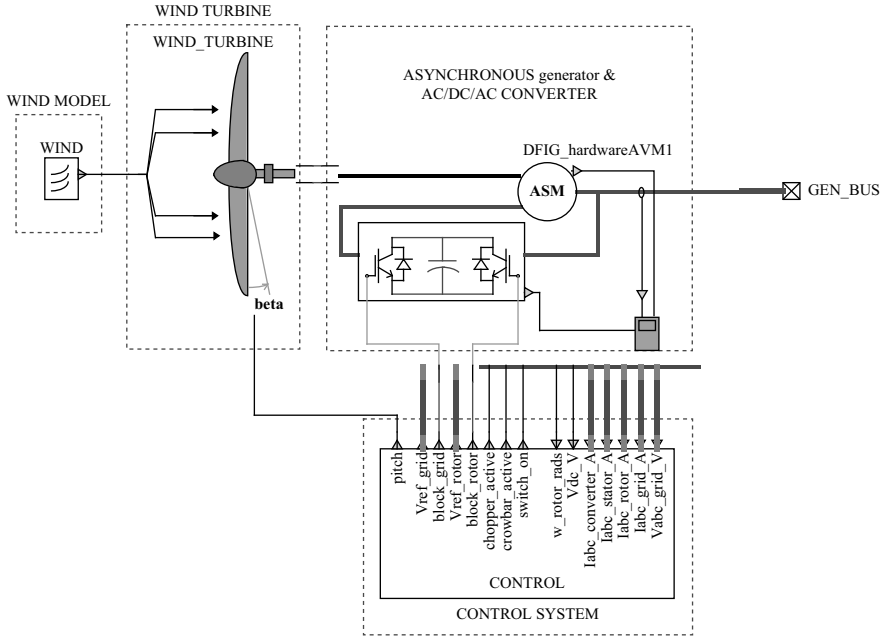 WIND TURBINE
WIND_TURBINE
ASYNCHRONOUS generator &
AC/DC/AC CONVERTER
WIND MODEL
WIND
DFIG_hardwareAVM1
ASM
GEN_BUS
beta
pitch
Vref_grid
block_grid
Vref_rotor
block_rotor
chopper_active
crowbar_active
switch_on
w_rotor_rads
Vdc_V
Iabc_converter_A
Iabc_stator_A
Iabc_rotor_A
Iabc_grid_A
Vabc_grid_V
CONTROL
CONTROL SYSTEM